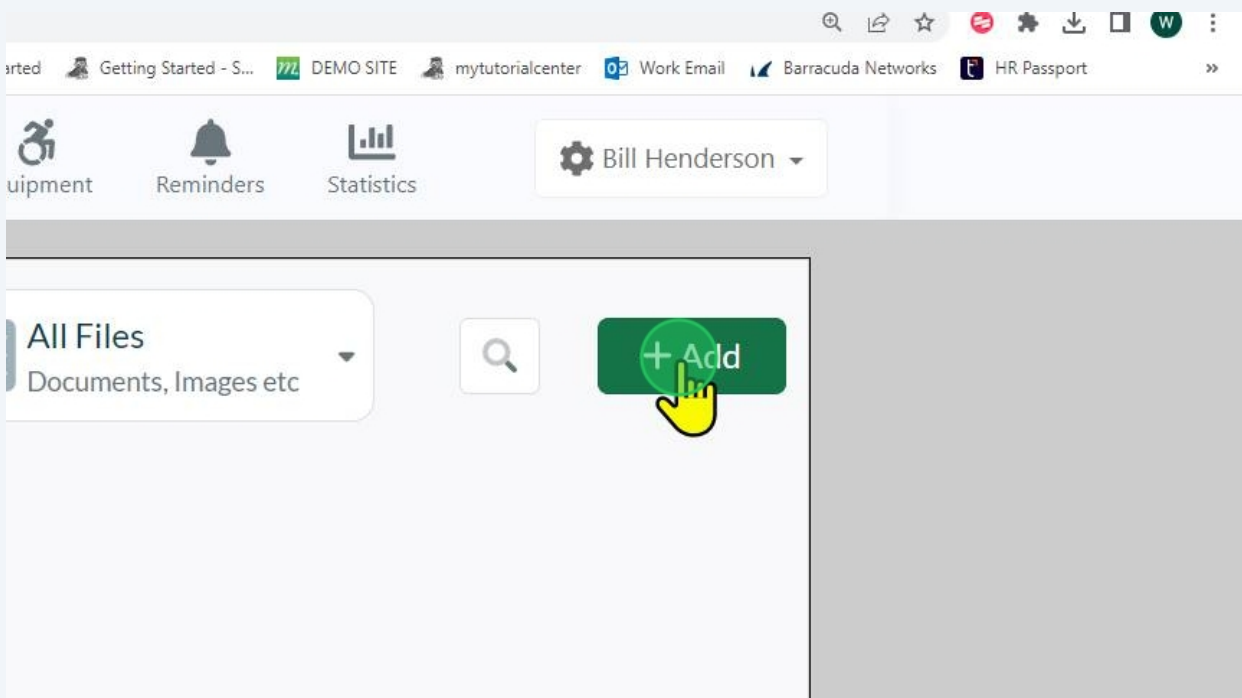 arted Getting Started - S... m DEMO SITE mytutorialcenter Work Email Barracuda Networks HR Passport »
W
uipment Reminders Statistics Bill Henderson
All Files
Documents, Images etc
+ Add